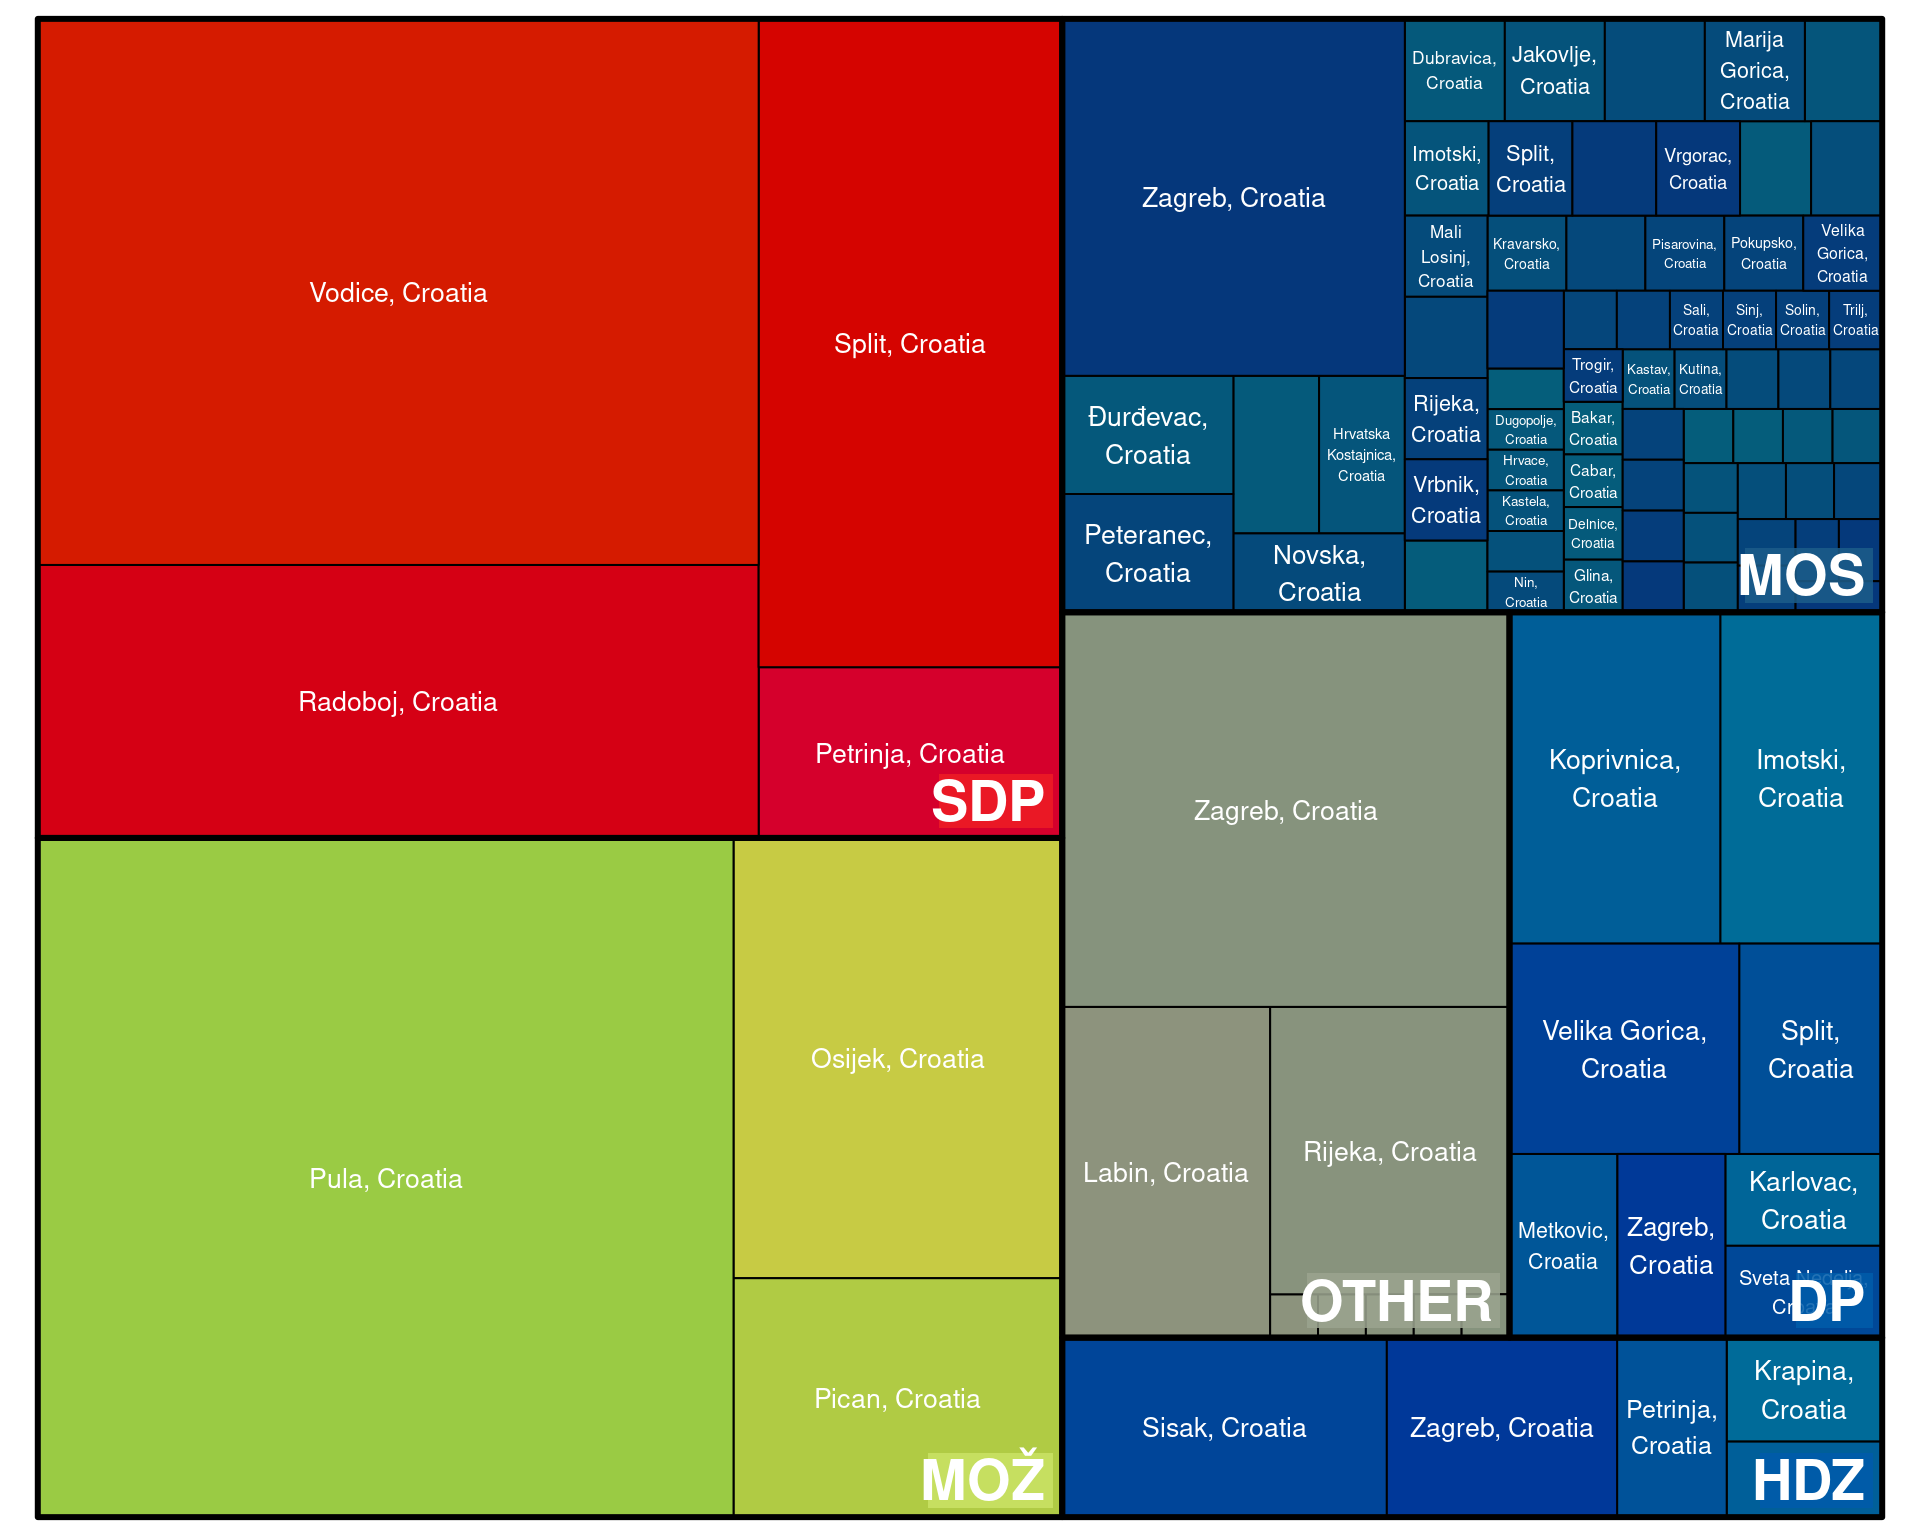 Vodice, Croatia
Split, Croatia
Radoboj, Croatia
Petrinja, Croatia
SDP
Pula, Croatia
Osijek, Croatia
Pican, Croatia
MOŽ
Zagreb, Croatia
Đurđevac,
Croatia
Peteranec,
Croatia
Hrvatska
Kostajnica,
Croatia
Novska,
Croatia
Dubravica,
Croatia
Jakovlje,
Croatia
Marija
Gorica,
Croatia
Imotski,
Croatia
Split,
Croatia
Vrgorac,
Croatia
Mali
Losinj,
Croatia
Kravarsko,
Croatia
Pisarovina,
Croatia
Pokupsko,
Croatia
Velika
Gorica,
Croatia
Sali,
Croatia
Sinj,
Croatia
Solin,
Croatia
Trilj,
Croatia
Rijeka,
Croatia
Vrbnik,
Croatia
Dugopolje,
Croatia
Hrvace,
Croatia
Kastela,
Croatia
Nin,
Croatia
Trogir,
Croatia
Kastav,
Croatia
Kutina,
Croatia
Bakar,
Croatia
Cabar,
Croatia
Delnice,
Croatia
Glina,
Croatia
MOS
Zagreb, Croatia
Labin, Croatia
Rijeka, Croatia
OTHER
Koprivnica,
Croatia
Imotski,
Croatia
Velika Gorica,
Croatia
Split,
Croatia
Metkovic,
Croatia
Zagreb,
Croatia
Karlovac,
Croatia
Sveta Nedelja,
Croatia
DP
Sisak, Croatia
Zagreb, Croatia
Petrinja,
Croatia
Krapina,
Croatia
HDZ